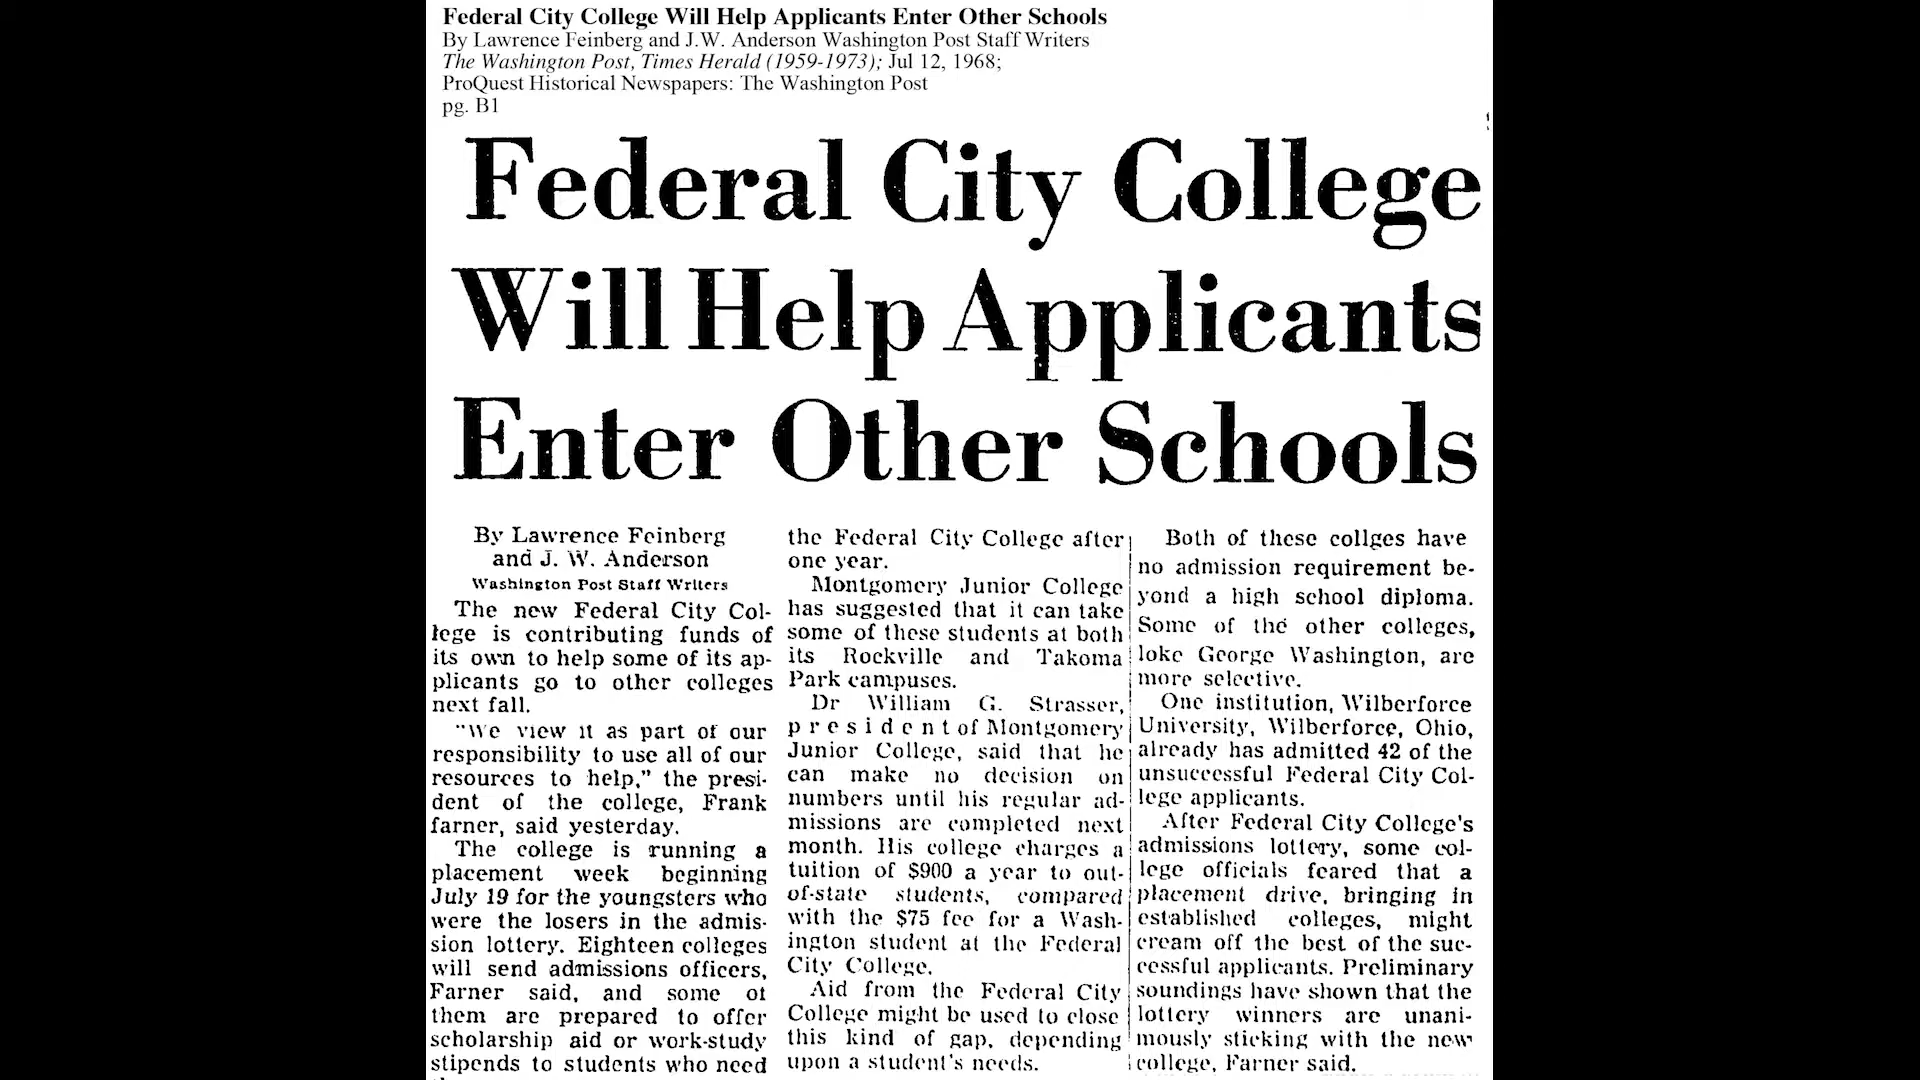 Federal City College Will Help Applicants Enter Other Schools
By Lawrence Feinberg and J.W. Anderson Washington Post Staff Writers
The Washington Post, Times Herald (1959-1973); Jul 12, 1968;
ProQuest Historical Newspapers: The Washington Post
pg. B1
Federal City College
Will Help Applicants
Enter Other Schools
By Lawrence Feinberg
and J. W. Anderson
Washington Post Staff Writers
The new Federal City Col-
lege is contributing funds of
its own to help some of its ap-
plicants go to other colleges
next fall.
"We view it as part of our
responsibility to use all of our
resources to help," the presi-
dent of the college, Frank
farner, said yesterday.
The college is running a
placement week beginning
July 19 for the youngsters who
were the losers in the admis-
sion lottery. Eighteen colleges
will send admissions officers,
Farner said, and some of
them are prepared to offer
scholarship aid or work-study
stipends to students who need
the Federal City College after
one year.
Montgomery Junior College
has suggested that it can take
some of these students at both
its Rockville and Takoma
Park campuses.
Dr William G. Strasser,
president of Montgomery
Junior College, said that he
can make no decision on
numbers until his regular ad-
missions are completed next
month. His college charges a
tuition of $900 a year to out-
of-state students, compared
with the $75 fee for a Wash-
ington student at the Federal
City College.
Aid from the Federal City
College might be used to close
this kind of gap, depending
upon a student's needs.
Both of these collges have
no admission requirement be-
yond a high school diploma.
Some of the other colleges,
loke George Washington, are
more selective.
One institution, Wilberforce
University, Wilberforce, Ohio,
already has admitted 42 of the
unsuccessful Federal City Col-
lege applicants.
After Federal City College's
admissions lottery, some col-
lege officials feared that a
placement drive, bringing in
established colleges, might
cream off the best of the suc-
cessful applicants. Preliminary
soundings have shown that the
lottery winners are unani-
mously sticking with the new
college, Farner said.